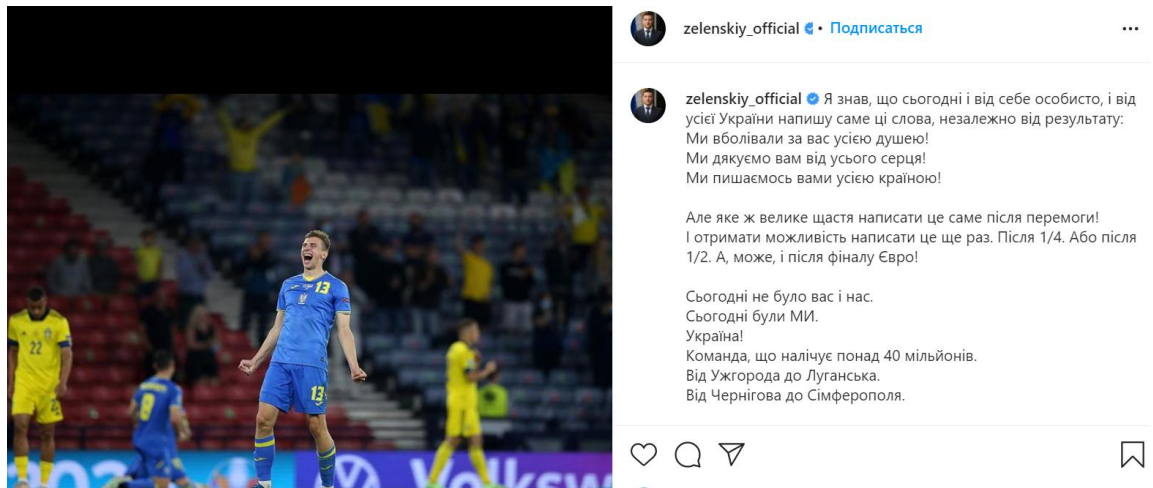 zelenskiy_official • Подписаться
zelenskiy_official Я знав, що сьогодні і від себе особисто, і від
усієї України напишу саме ці слова, незалежно від результату:
Ми вболівали за вас усією душею!
Ми дякуємо вам від усього серця!
Ми пишаємось вами усією країною!
Але яке ж велике щастя написати це саме після перемоги!
І отримати можливість написати це ще раз. Після 1/4. Або після
1/2. А, може, і після фіналу Євро!
Сьогодні не було вас і нас.
Сьогодні були МИ.
Україна!
Команда, що налічує понад 40 мільйонів.
Від Ужгорода до Луганська.
Від Чернігова до Сімферополя.
13
22
8
13
Volksw